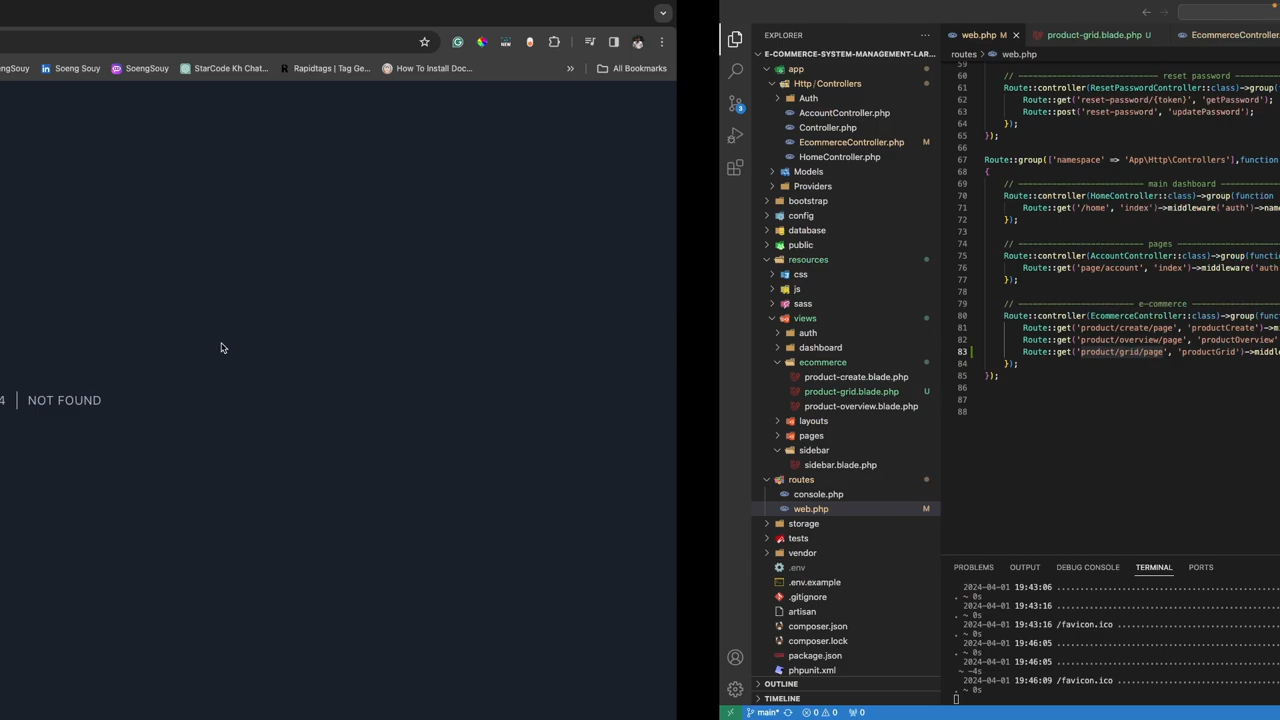 engSouy
Soeng Souy
SoengSouy
StarCode Kh Chal...
Rapidtags | Tag Ge...
How To Install Doc...
»
All Bookmarks
4 | NOT FOUND
EXPLORER
E-COMMERCE-SYSTEM-MANAGEMENT-LAR...
app
Http / Controllers
Auth
AccountController.php
Controller.php
EcommerceController.php M
HomeController.php
Models
Providers
bootstrap
config
database
public
resources
css
js
sass
views
auth
dashboard
ecommerce
product-create.blade.php
product-grid.blade.php U
product-overview.blade.php
layouts
pages
sidebar
sidebar.blade.php
routes
console.php
web.php M
storage
tests
vendor
.env
.env.example
.gitignore
artisan
composer.json
composer.lock
package.json
phpunit.xml
OUTLINE
TIMELINE
3
main*
0
0
0
web.php M
product-grid.blade.php U
EcommerceController.
routes > web.php
59
60 // ---------------------------- reset password --------
61 Route::controller(ResetPasswordController::class)->group(f
62 Route::get('reset-password/{token}', 'getPassword');
63 Route::post('reset-password', 'updatePassword');
64 });
65 });
66
67 Route::group(['namespace' => 'App\Http\Controllers'],function
68 {
69 // ------------------------- main dashboard --------
70 Route::controller(HomeController::class)->group(function
71 Route::get('/home', 'index')->middleware('auth')->nam
72 });
73
74 // ------------------------- pages --------
75 Route::controller(AccountController::class)->group(functi
76 Route::get('page/account', 'index')->middleware('auth
77 });
78
79 // ------------------------- e-commerce --------
80 Route::controller(EcommerceController::class)->group(func
81 Route::get('product/create/page', 'productCreate')->m
82 Route::get('product/overview/page', 'productOverview'
83 Route::get('product/grid/page', 'productGrid')->middl
84 });
85 });
86
87
88
PROBLEMS OUTPUT DEBUG CONSOLE TERMINAL PORTS
2024-04-01 19:43:06
. ~ 0s
2024-04-01 19:43:16
. ~ 0s
2024-04-01 19:43:16 /favicon.ico
. ~ 0s
2024-04-01 19:46:05
. ~ 0s
2024-04-01 19:46:05
~ -4s
2024-04-01 19:46:09 /favicon.ico
. ~ 0s